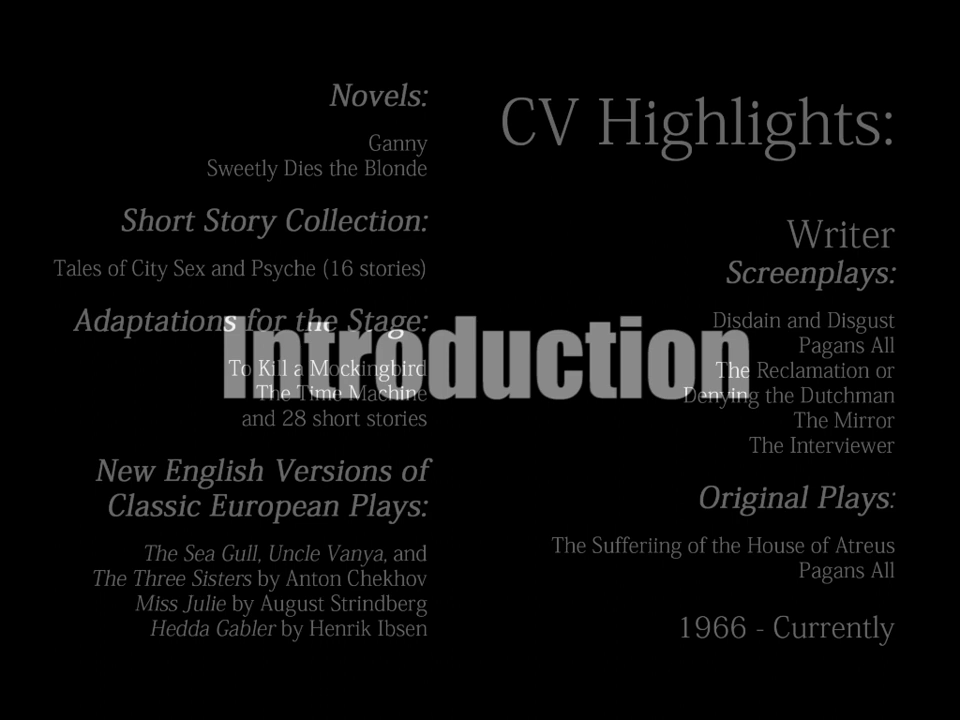 Novels:
Ganny
Sweetly Dies the Blonde
Short Story Collection:
Tales of City Sex and Psyche (16 stories)
Adaptations for the Stage:
To Kill a Mockingbird
The Time Machine
and 28 short stories
New English Versions of
Classic European Plays:
The Sea Gull, Uncle Vanya, and
The Three Sisters by Anton Chekhov
Miss Julie by August Strindberg
Hedda Gabler by Henrik Ibsen
Introduction
CV Highlights:
Writer
Screenplays:
Disdain and Disgust
Pagans All
The Reclamation or
Denying the Dutchman
The Mirror
The Interviewer
Original Plays:
The Sufferiing of the House of Atreus
Pagans All
1966 - Currently